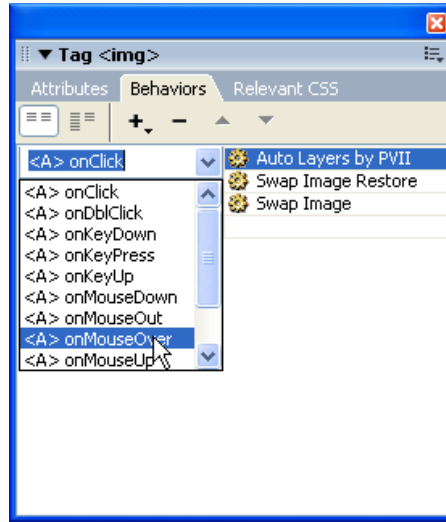 Tag <img>
Attributes Behaviors Relevant CSS
<A> onClick Auto Layers by PVII
<A> onClick Swap Image Restore
<A> onDblClick Swap Image
<A> onKeyDown
<A> onKeyPress
<A> onKeyUp
<A> onMouseDown
<A> onMouseOut
<A> onMouseOver
<A> onMouseUp